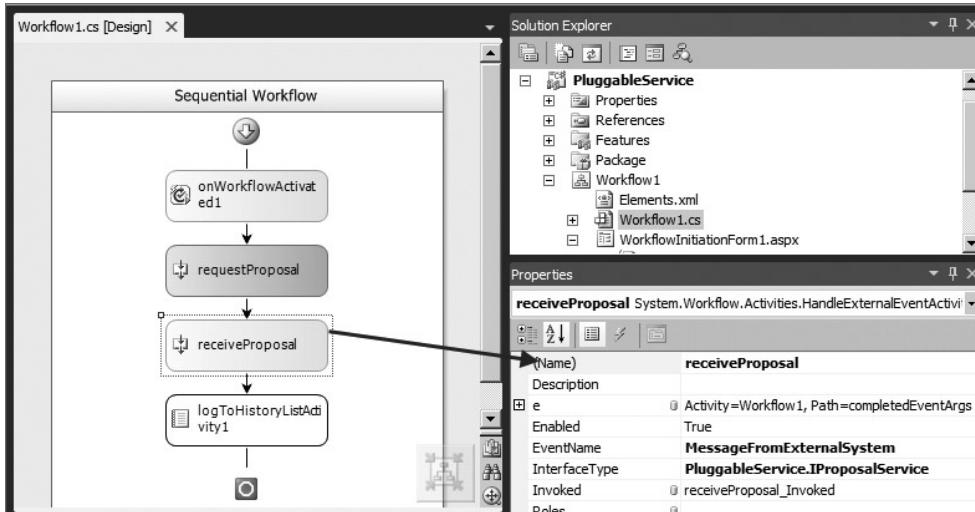 Workflow1.cs [Design]
Sequential Workflow
onWorkflowActivat
ed1
requestProposal
receiveProposal
logToHistoryListActi
vity1
Solution Explorer
PluggableService
Properties
References
Features
Package
Workflow1
Elements.xml
Workflow1.cs
WorkflowInitiationForm1.aspx
Properties
receiveProposal System.Workflow.Activities.HandleExternalEventActivi
(Name) receiveProposal
Description
e Activity=Workflow1, Path=completedEventArgs
Enabled True
EventName MessageFromExternalSystem
InterfaceType PluggableService.IProposalService
Invoked receiveProposal_Invoked
Roles